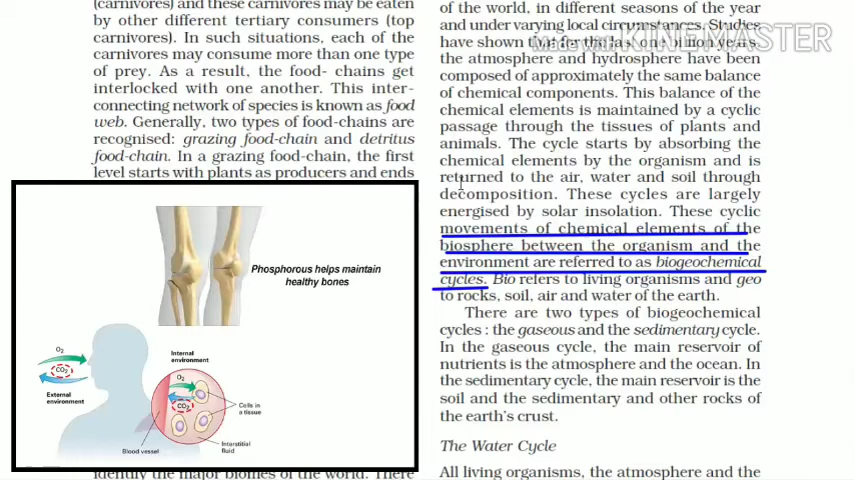 (carnivores) and these carnivores may be eaten
by other different tertiary consumers (top
carnivores). In such situations, each of the
carnivores may consume more than one type
of prey. As a result, the food- chains get
interlocked with one another. This inter-
connecting network of species is known as food
web. Generally, two types of food-chains are
recognised: grazing food-chain and detritus
food-chain. In a grazing food-chain, the first
level starts with plants as producers and ends
Phosphorous helps maintain
healthy bones
O2
CO2
External
environment
Internal
environment
O2
CO2
Cells in
a tissue
Interstitial
fluid
Blood vessel
identify the major biomes of the world. There
of the world, in different seasons of the year
and under varying local circumstances. Studies
have shown that for the last one billion years,
the atmosphere and hydrosphere have been
composed of approximately the same balance
of chemical components. This balance of the
chemical elements is maintained by a cyclic
passage through the tissues of plants and
animals. The cycle starts by absorbing the
chemical elements by the organism and is
returned to the air, water and soil through
decomposition. These cycles are largely
energised by solar insolation. These cyclic
movements of chemical elements of the
biosphere between the organism and the
environment are referred to as biogeochemical
cycles. Bio refers to living organisms and geo
to rocks, soil, air and water of the earth.
There are two types of biogeochemical
cycles : the gaseous and the sedimentary cycle.
In the gaseous cycle, the main reservoir of
nutrients is the atmosphere and the ocean. In
the sedimentary cycle, the main reservoir is the
soil and the sedimentary and other rocks of
the earth's crust.
The Water Cycle
All living organisms, the atmosphere and the
KINEMASTER